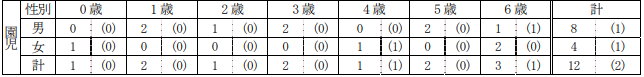 園児 性別 0歳 1歳 2歳 3歳 4歳 5歳 6歳 計
男 0 (0) 2 (0) 1 (0) 2 (0) 0 (0) 2 (0) 1 (1) 8 (1)
女 1 (0) 0 (0) 0 (0) 0 (0) 1 (1) 0 (0) 2 (0) 4 (1)
計 1 (0) 2 (0) 1 (0) 2 (0) 1 (1) 2 (0) 3 (1) 12 (2)